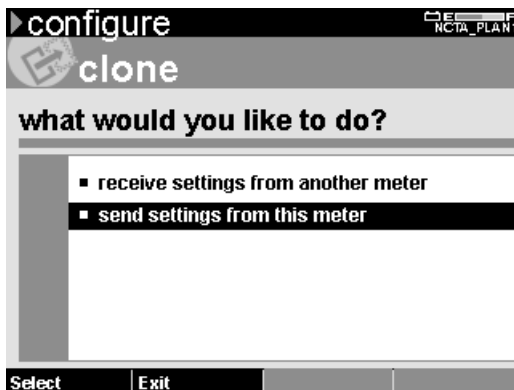 configure
E F
NCTA_PLAN
clone
what would you like to do?
receive settings from another meter
send settings from this meter
Select Exit